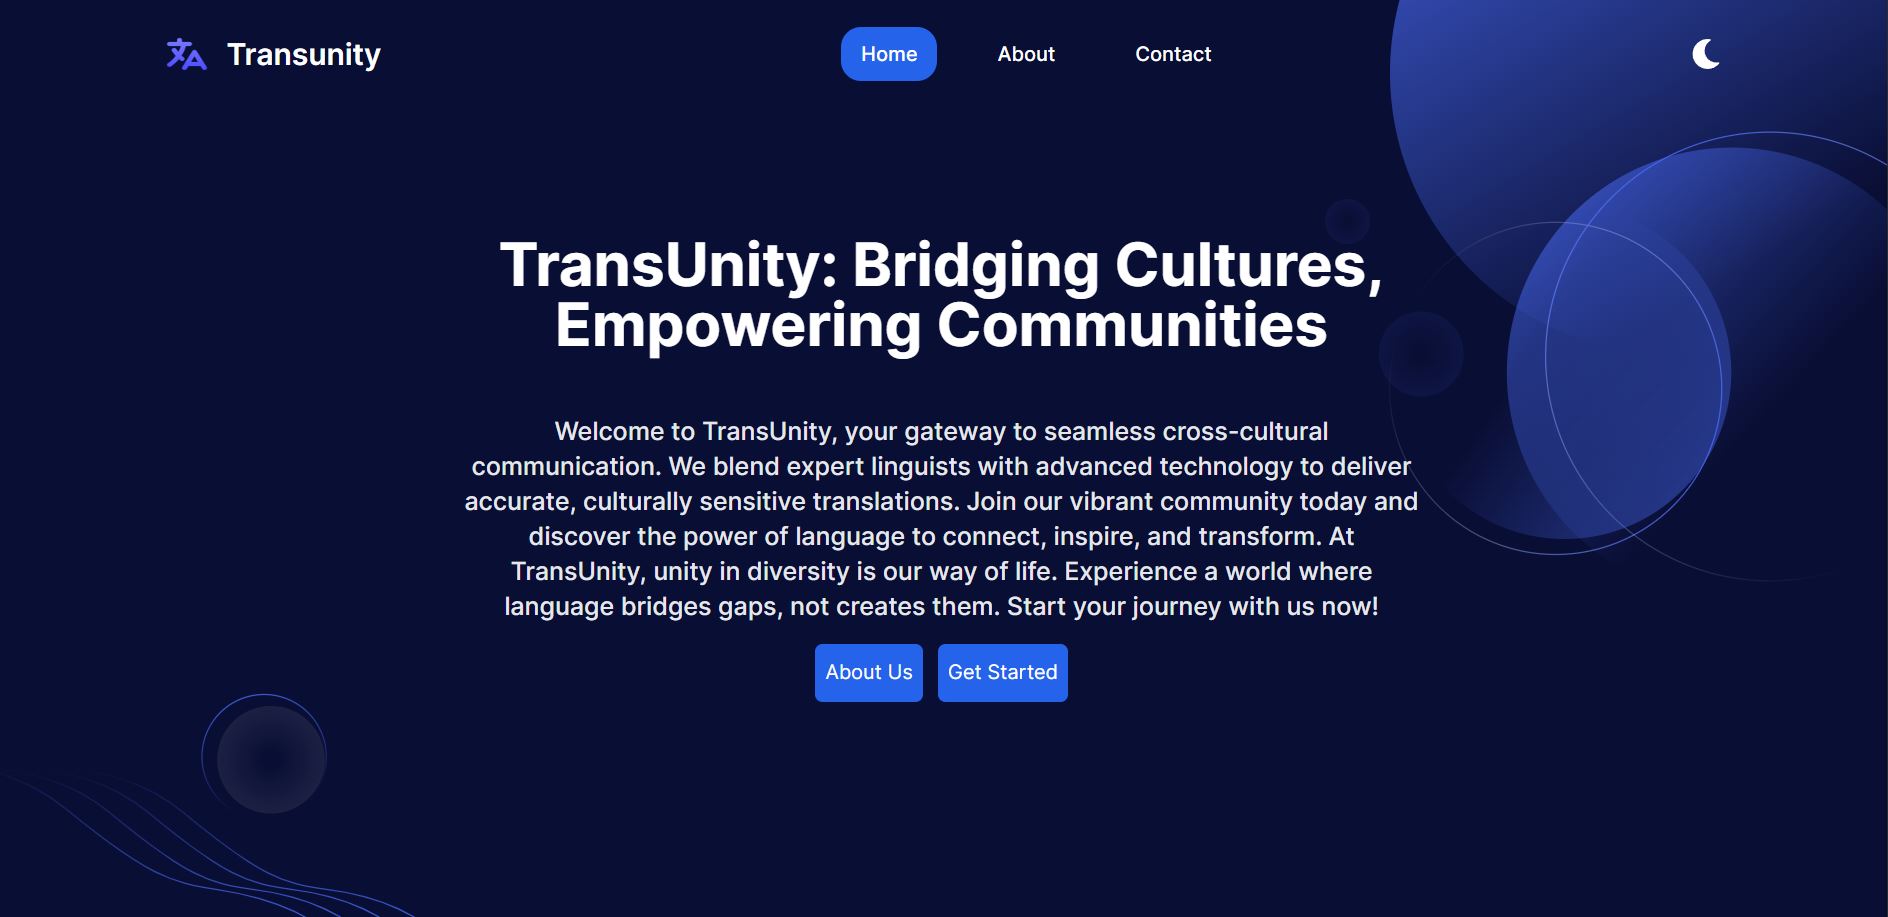 Transunity
Home
About
Contact
TransUnity: Bridging Cultures,
Empowering Communities
Welcome to TransUnity, your gateway to seamless cross-cultural
communication. We blend expert linguists with advanced technology to deliver
accurate, culturally sensitive translations. Join our vibrant community today and
discover the power of language to connect, inspire, and transform. At
TransUnity, unity in diversity is our way of life. Experience a world where
language bridges gaps, not creates them. Start your journey with us now!
About Us
Get Started